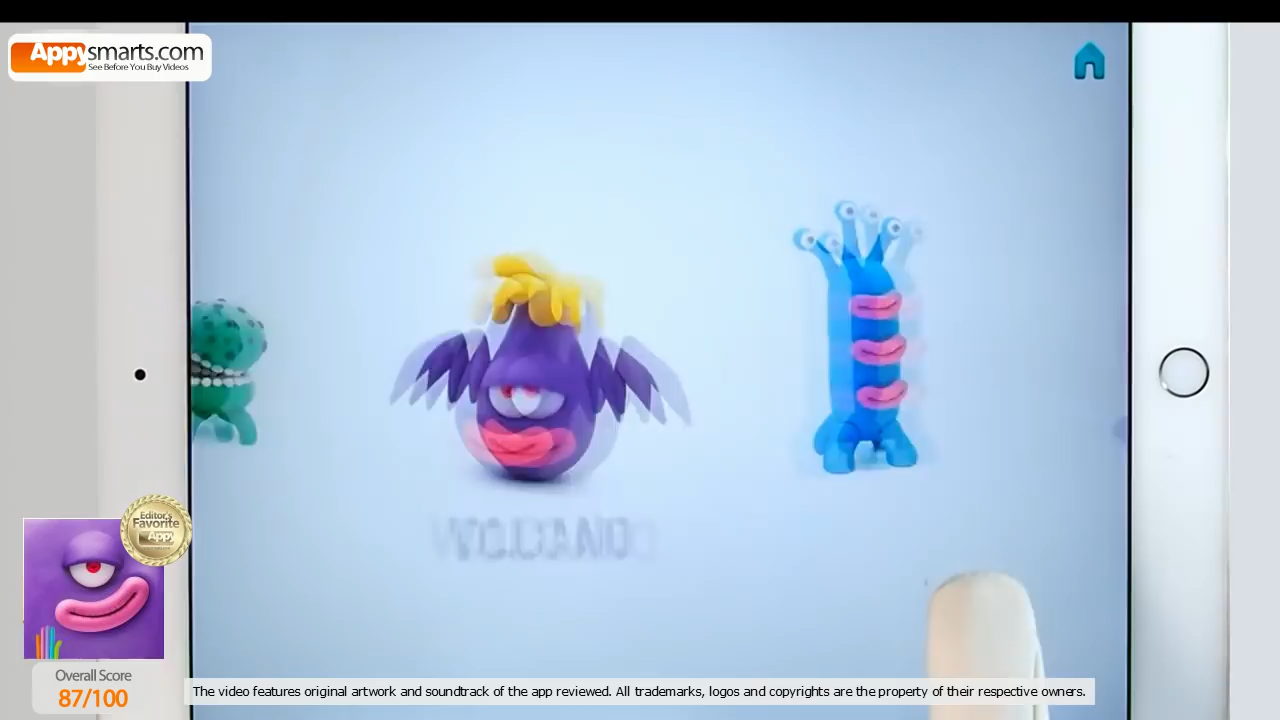 Appysmarts.com
See Before You Buy Videos
Editor's
Favorite
Appy
Overall Score
87/100
The video features original artwork and soundtrack of the app reviewed. All trademarks, logos and copyrights are the property of their respective owners.